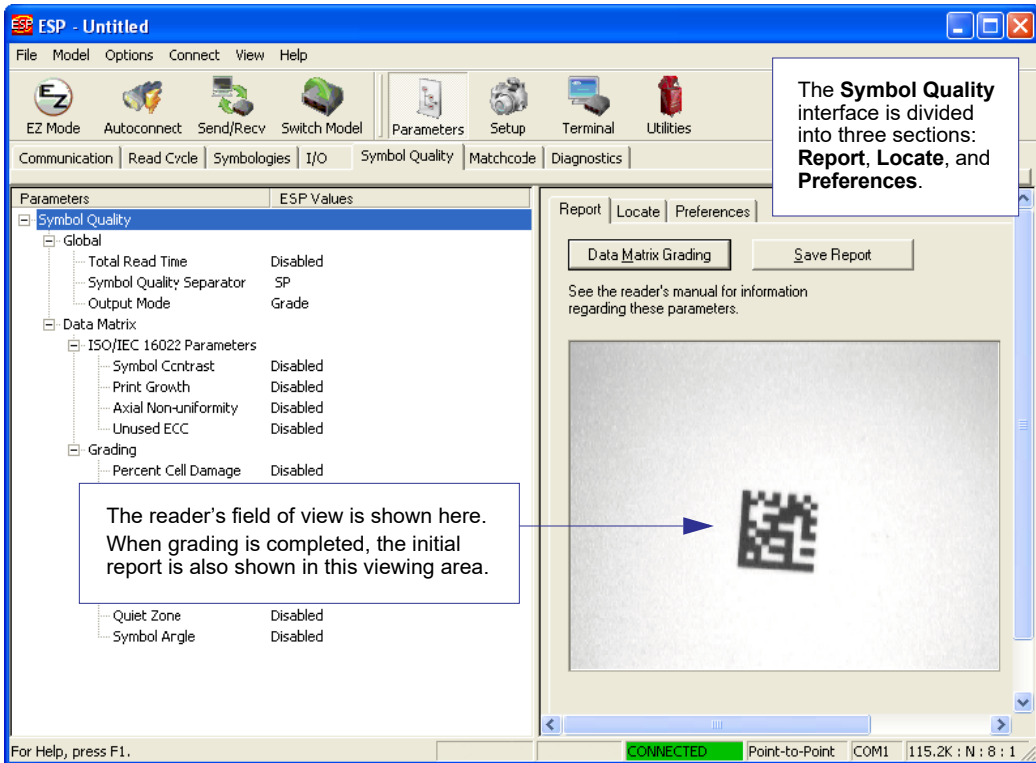 ESP - Untitled
File Model Options Connect View Help
EZ Mode Autoconnect Send/Recv Switch Model Parameters Setup Terminal Utilities
Communication Read Cycle Symbologies I/O Symbol Quality Matchcode Diagnostics
The Symbol Quality
interface is divided
into three sections:
Report, Locate, and
Preferences.
Parameters ESP Values
Symbol Quality
Global
Total Read Time Disabled
Symbol Quality Separator SP
Output Mode Grade
Data Matrix
ISO/IEC 16022 Parameters
Symbol Contrast Disabled
Print Growth Disabled
Axial Non-uniformity Disabled
Unused ECC Disabled
Grading
Percent Cell Damage Disabled
The reader's field of view is shown here.
When grading is completed, the initial
report is also shown in this viewing area.
Quiet Zone Disabled
Symbol Angle Disabled
Report Locate Preferences
Data Matrix Grading Save Report
See the reader's manual for information
regarding these parameters.
For Help, press F1. CONNECTED Point-to-Point COM1 115.2K : N : 8 : 1